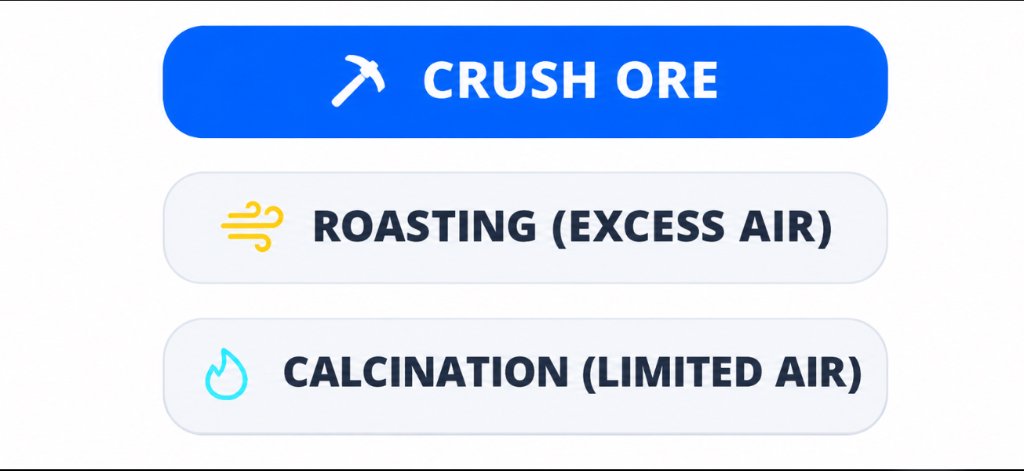 CRUSH ORE
ROASTING (EXCESS AIR)
CALCINATION (LIMITED AIR)